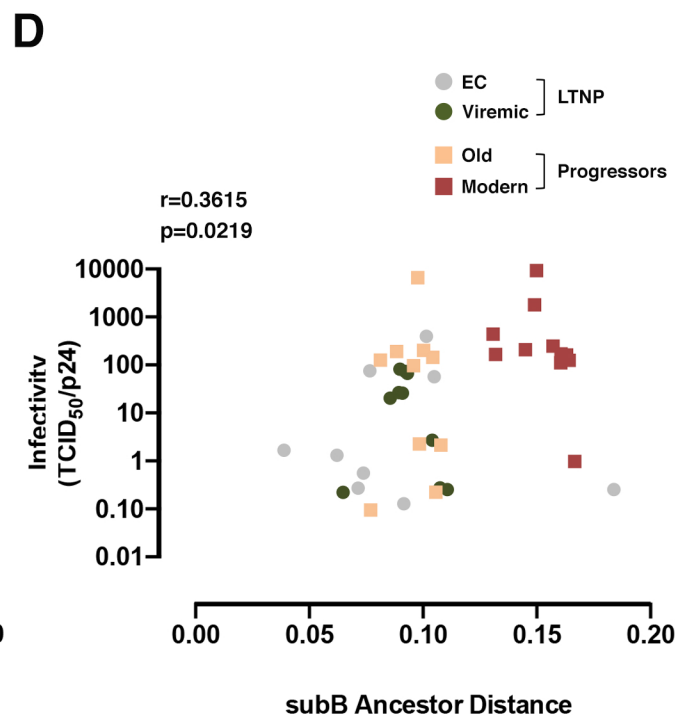 D
EC
Viremic
LTNP
Old
Modern
Progressors
r=0.3615
p=0.0219
10000
1000
100
10
1
0.10
0.01
Infectivitv
(TCID50/p24)
0.00 0.05 0.10 0.15 0.20
subB Ancestor Distance